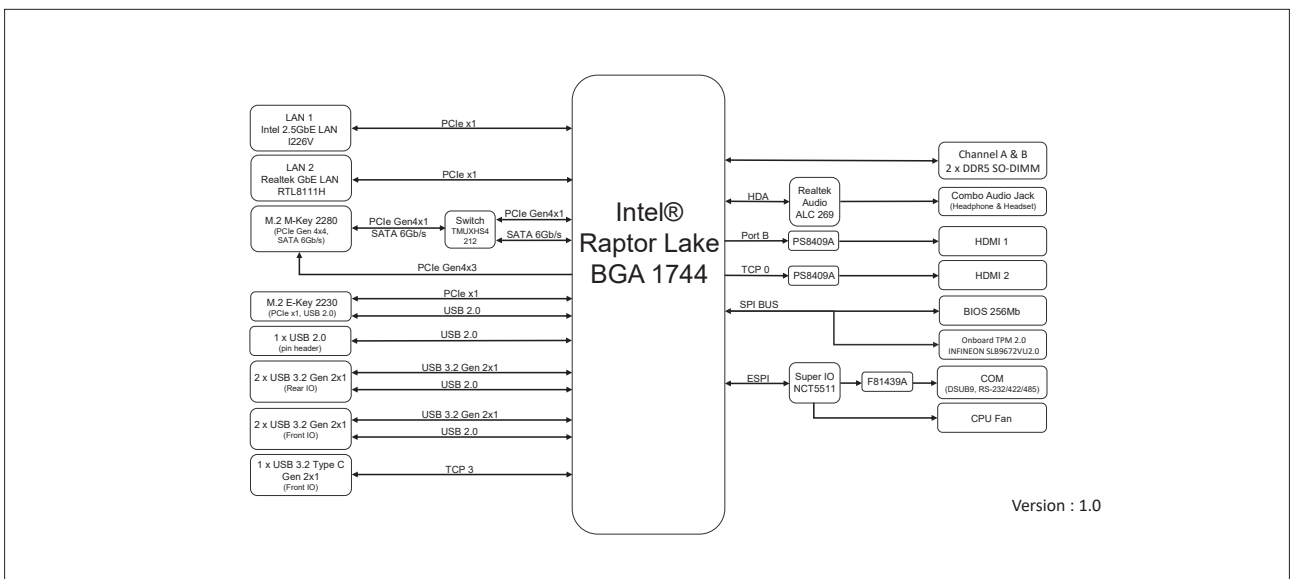 LAN 1
Intel 2.5GbE LAN
I226V
PCIe x1
LAN 2
Realtek GbE LAN
RTL8111H
PCIe x1
M.2 M-Key 2280
(PCIe Gen 4x4,
SATA 6Gb/s)
PCIe Gen4x1
SATA 6Gb/s
Switch
TMUXHS4
212
PCIe Gen4x1
SATA 6Gb/s
PCIe Gen4x3
M.2 E-Key 2230
(PCIe x1, USB 2.0)
PCIe x1
USB 2.0
1 x USB 2.0
(pin header)
USB 2.0
2 x USB 3.2 Gen 2x1
(Rear IO)
USB 3.2 Gen 2x1
USB 2.0
2 x USB 3.2 Gen 2x1
(Front IO)
USB 3.2 Gen 2x1
USB 2.0
1 x USB 3.2 Type C
Gen 2x1
(Front IO)
TCP 3
Intel®
Raptor Lake
BGA 1744
Channel A & B
2 x DDR5 SO-DIMM
HDA
Realtek
Audio
ALC 269
Combo Audio Jack
(Headphone & Headset)
Port B
PS8409A
HDMI 1
TCP 0
PS8409A
HDMI 2
SPI BUS
BIOS 256Mb
Onboard TPM 2.0
INFINEON SLB9672VU2.0
ESPI
Super IO
NCT5511
F81439A
COM
(DSUB9, RS-232/422/485)
CPU Fan
Version : 1.0